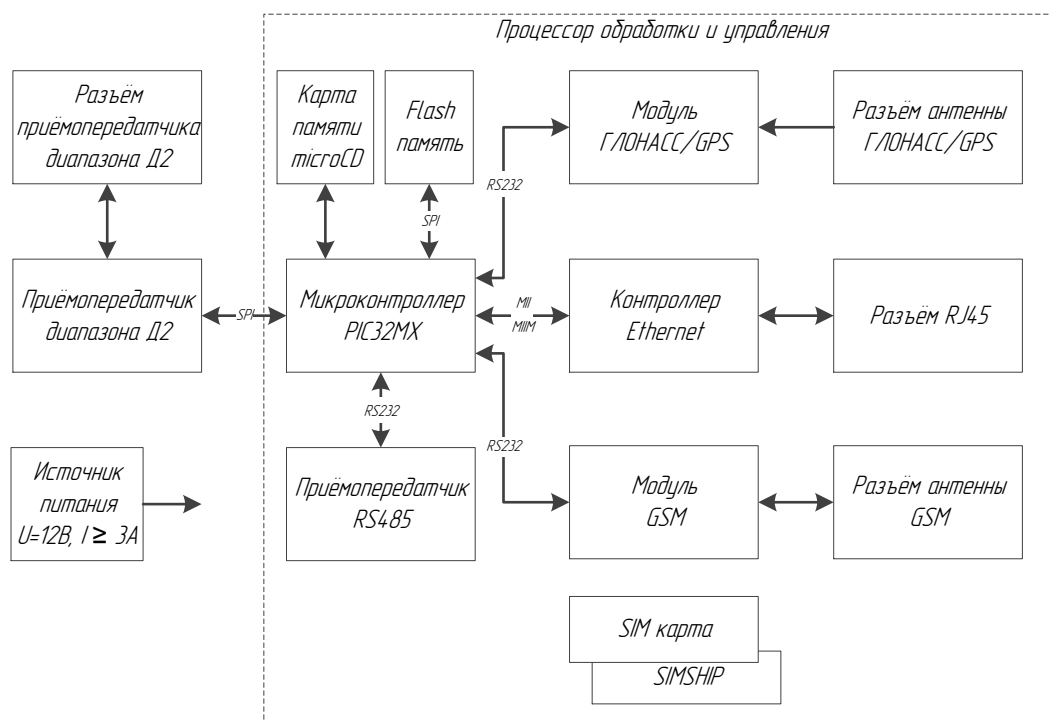 Процессор обработки и управления
Разъём
приёмопередатчика
диапазона Д2
Карта
памяти
microCD
Flash
память
Модуль
ГЛОНАСС/GPS
Разъём антенны
ГЛОНАСС/GPS
RS232
SPI
Приёмопередатчик
диапазона Д2
SPI
Микроконтроллер
PIC32MX
MII
MIIM
Контроллер
Ethernet
Разъём RJ45
RS232
RS232
Источник
питания
U=12В, I ≥ 3А
Приёмопередатчик
RS485
Модуль
GSM
Разъём антенны
GSM
SIM карта
SIMSHIP